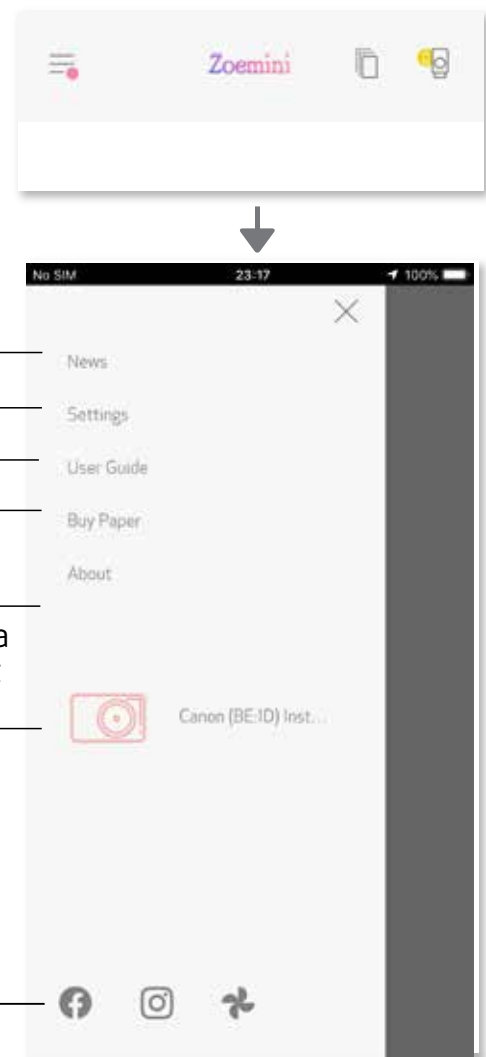 Zoemini
No SIM 23:17 100%
News
Settings
User Guide
Buy Paper
About
a
Canon (BE:1D) Inst...